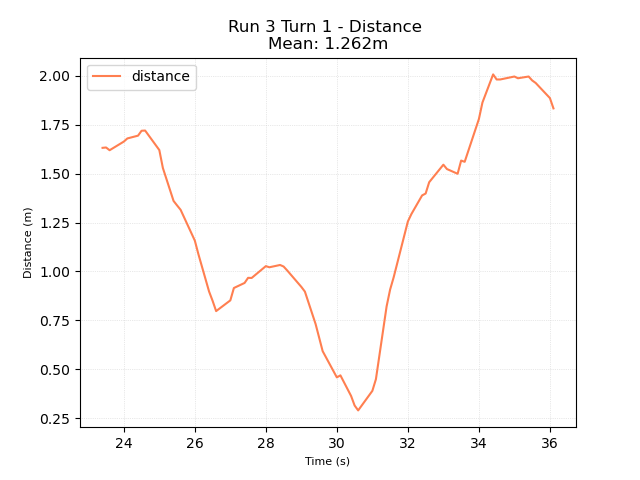 Run 3 Turn 1 - Distance
Mean: 1.262m
distance
2.00
1.75
1.50
1.25
1.00
0.75
0.50
0.25
Distance (m)
24 26 28 30 32 34 36
Time (s)